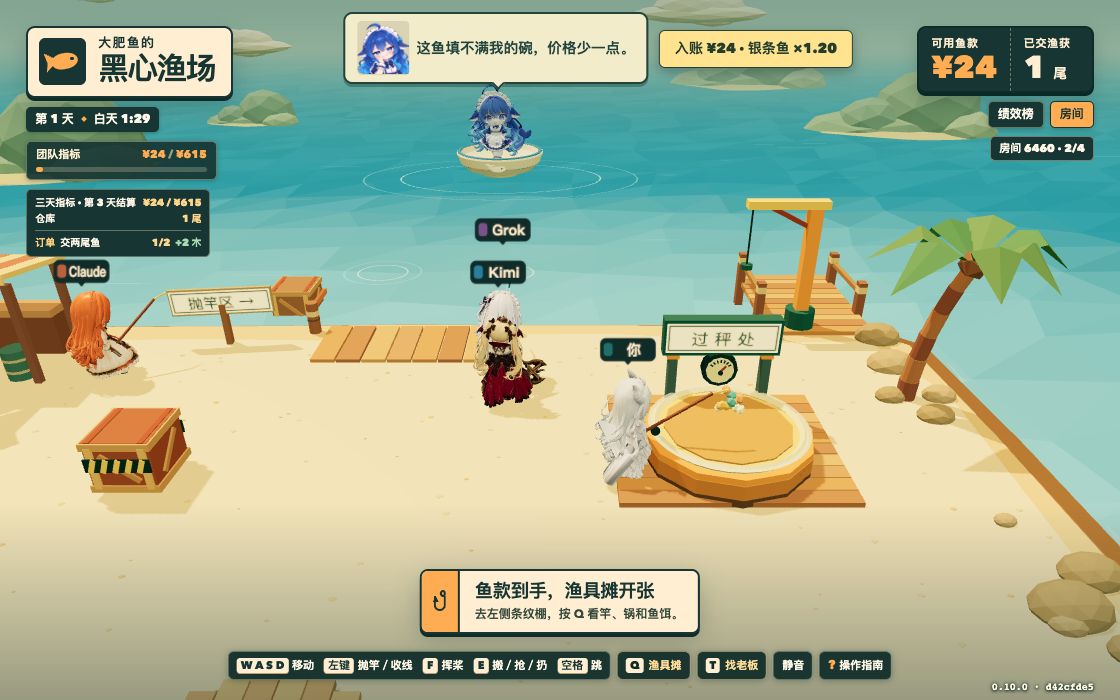 大肥鱼的
黑心渔场
这鱼填不满我的碗，价格少一点。
入账 ¥24 · 银条鱼 ×1.20
可用鱼款
¥24
已交渔获
1 尾
第 1 天 ◆ 白天 1:29
绩效榜
房间
团队指标 ¥24 / ¥615
房间 6460 · 2/4
三天指标 · 第 3 天结算 ¥24 / ¥615
仓库 1 尾
订单 交两尾鱼 1/2 +2 木
Grok
Claude
Kimi
抛竿区 →
过秤处
你
鱼款到手，渔具摊开张
去左侧条纹棚，按 Q 看竿、锅和鱼饵。
WASD 移动 左键 抛竿 / 收线 F 挥桨 E 搬 / 抢 / 扔 空格 跳
Q 渔具摊
T 找老板
静音
? 操作指南
0.10.0 · d42cfde5